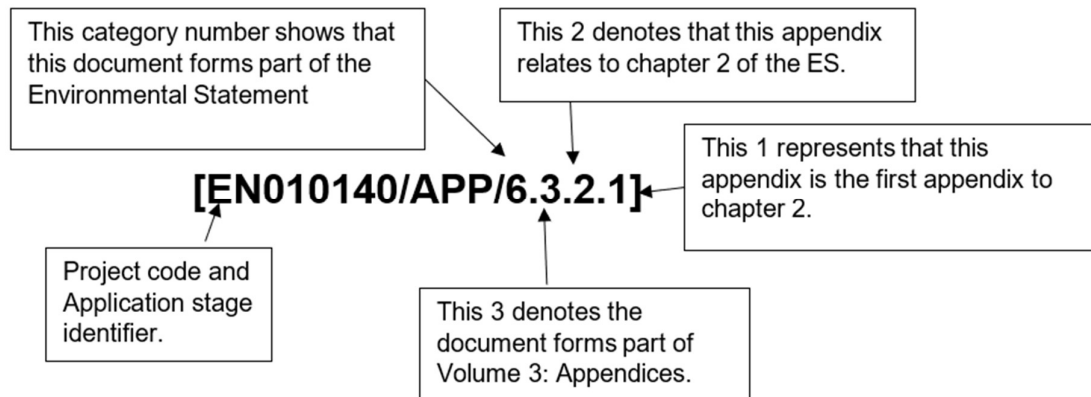 This category number shows that
this document forms part of the
Environmental Statement
This 2 denotes that this appendix
relates to chapter 2 of the ES.
[EN010140/APP/6.3.2.1]
This 1 represents that this
appendix is the first appendix to
chapter 2.
Project code and
Application stage
identifier.
This 3 denotes the
document forms part of
Volume 3: Appendices.